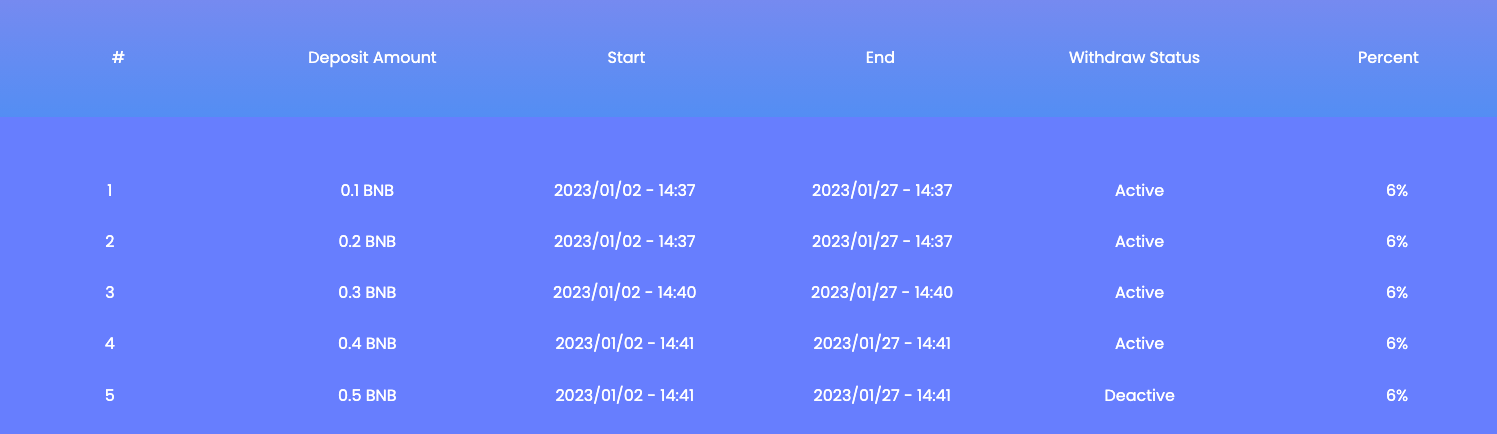 # Deposit Amount Start End Withdraw Status Percent
1 0.1 BNB 2023/01/02 - 14:37 2023/01/27 - 14:37 Active 6%
2 0.2 BNB 2023/01/02 - 14:37 2023/01/27 - 14:37 Active 6%
3 0.3 BNB 2023/01/02 - 14:40 2023/01/27 - 14:40 Active 6%
4 0.4 BNB 2023/01/02 - 14:41 2023/01/27 - 14:41 Active 6%
5 0.5 BNB 2023/01/02 - 14:41 2023/01/27 - 14:41 Deactive 6%